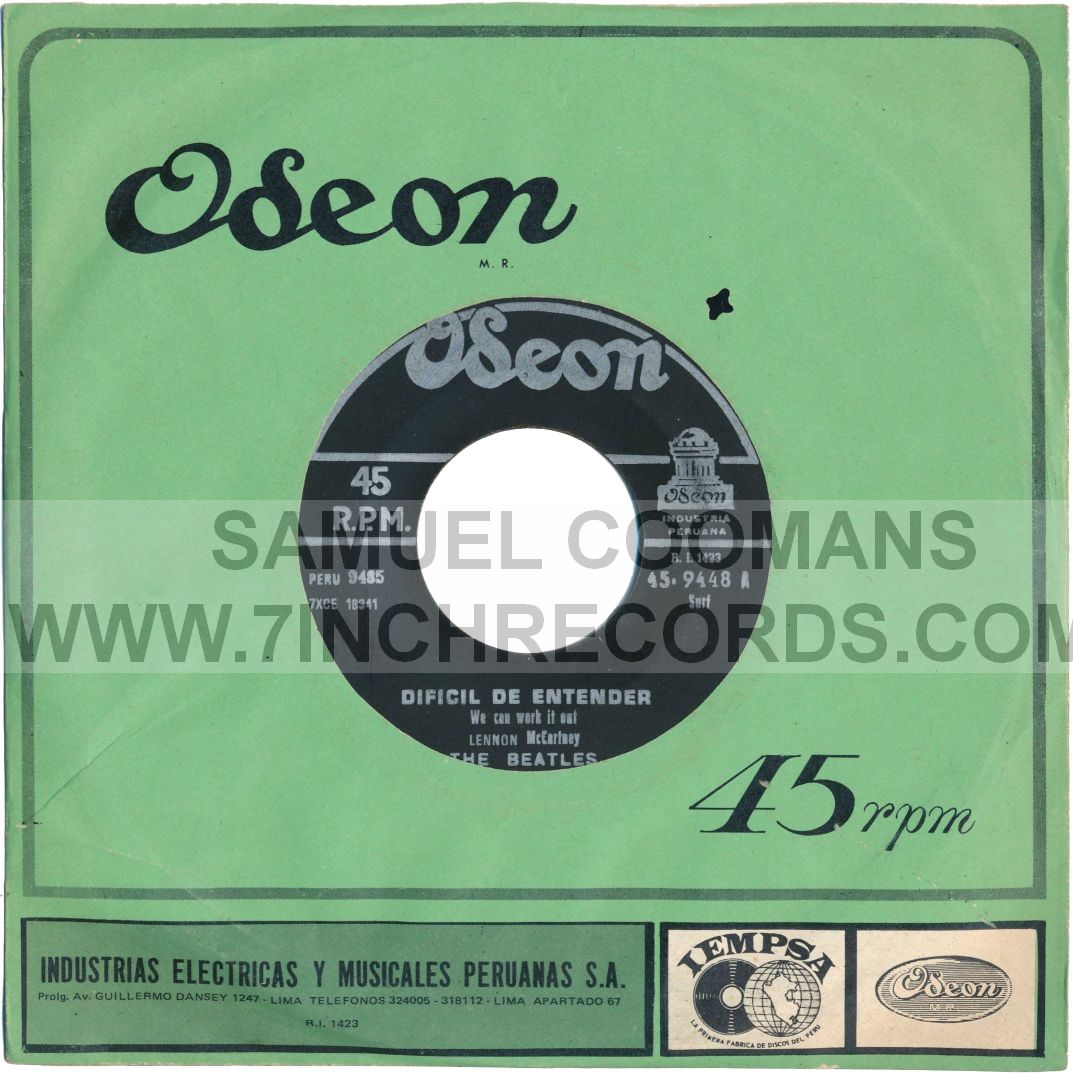 Odeon
M. R.
Odeon
45
R.P.M.
Odeon
INDUSTRIA
PERUANA
R. I. 1423
PERU 9485
45-9448 A
7XCE 18341
Surf
SAMUEL COOMANS
WWW.7INCHRECORDS.COM
DIFICIL DE ENTENDER
We can work it out
LENNON McCartney
THE BEATLES
45 rpm
INDUSTRIAS ELECTRICAS Y MUSICALES PERUANAS S.A.
Prolg. Av. GUILLERMO DANSEY 1247 - LIMA TELEFONOS 324005 - 318112 - LIMA APARTADO 67
R.I. 1423
IEMPSA
LA PRIMERA FABRICA DE DISCOS DEL PERU
Odeon
M.R.